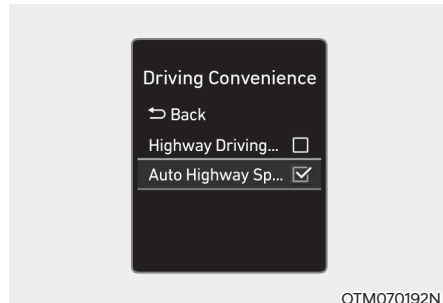 Driving Convenience
Back
Highway Driving...
Auto Highway Sp...
OTM070192N